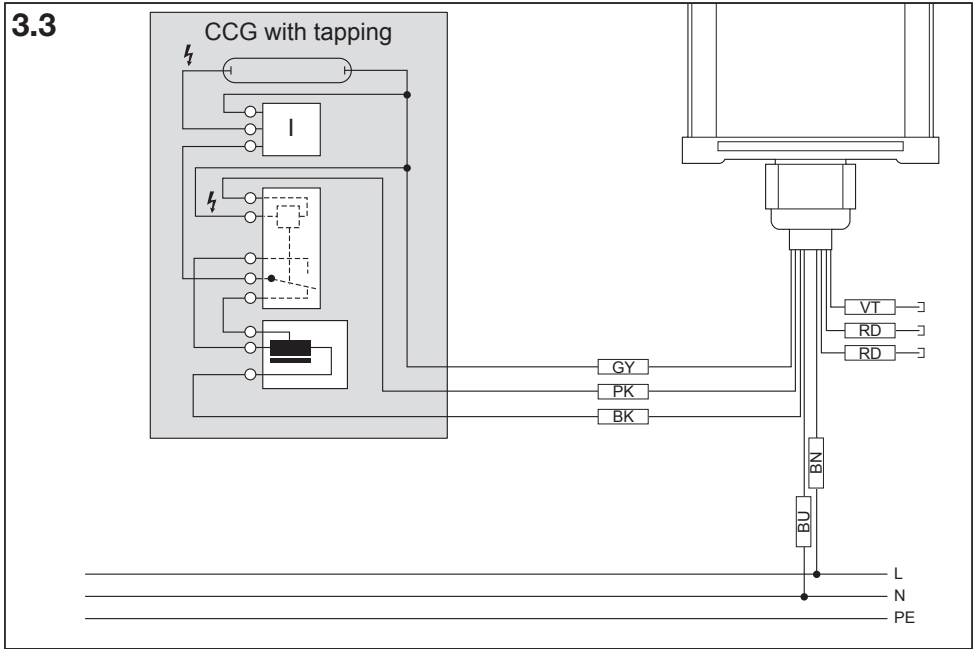 3.3
CCG with tapping
I
VT
RD
RD
GY
PK
BK
BN
BU
L
N
PE